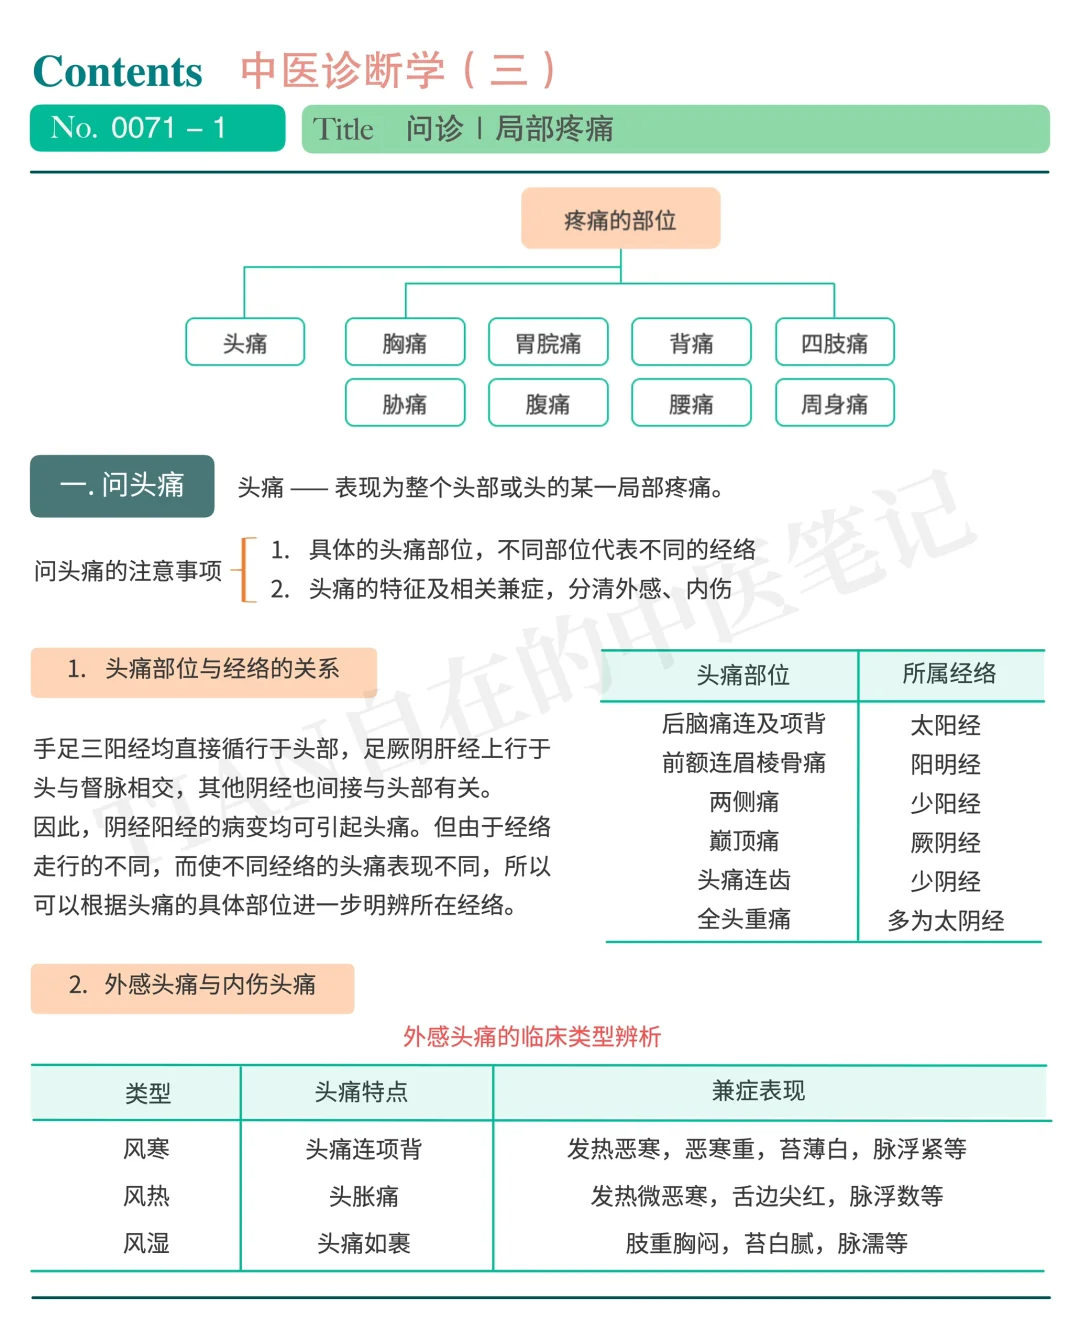 Contents 中医诊断学（三）
No. 0071 – 1
Title 问诊 | 局部疼痛
疼痛的部位
头痛 胸痛 胃脘痛 背痛 四肢痛
胁痛 腹痛 腰痛 周身痛
一. 问头痛
头痛 —— 表现为整个头部或头的某一局部疼痛。
问头痛的注意事项
1. 具体的头痛部位，不同部位代表不同的经络
2. 头痛的特征及相关兼症，分清外感、内伤
1. 头痛部位与经络的关系
手足三阳经均直接循行于头部，足厥阴肝经上行于
头与督脉相交，其他阴经也间接与头部有关。
因此，阴经阳经的病变均可引起头痛。但由于经络
走行的不同，而使不同经络的头痛表现不同，所以
可以根据头痛的具体部位进一步明辨所在经络。
头痛部位 所属经络
后脑痛连及项背 太阳经
前额连眉棱骨痛 阳明经
两侧痛 少阳经
巅顶痛 厥阴经
头痛连齿 少阴经
全头重痛 多为太阴经
2. 外感头痛与内伤头痛
外感头痛的临床类型辨析
类型 头痛特点 兼症表现
风寒 头痛连项背 发热恶寒，恶寒重，苔薄白，脉浮紧等
风热 头胀痛 发热微恶寒，舌边尖红，脉浮数等
风湿 头痛如裹 肢重胸闷，苔白腻，脉濡等
TIAN自在的中医笔记